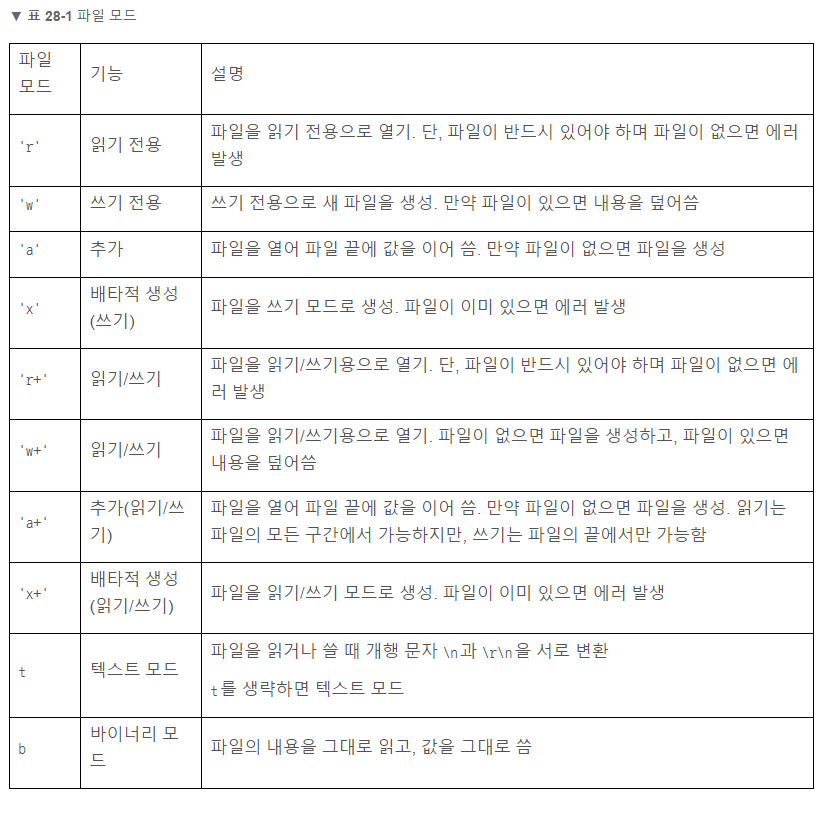 ▼ 표 28-1 파일 모드
파일
모드
기능
설명
'r'
읽기 전용
파일을 읽기 전용으로 열기. 단, 파일이 반드시 있어야 하며 파일이 없으면 에러
발생
'w'
쓰기 전용
쓰기 전용으로 새 파일을 생성. 만약 파일이 있으면 내용을 덮어씀
'a'
추가
파일을 열어 파일 끝에 값을 이어 씀. 만약 파일이 없으면 파일을 생성
'x'
배타적 생성
(쓰기)
파일을 쓰기 모드로 생성. 파일이 이미 있으면 에러 발생
'r+'
읽기/쓰기
파일을 읽기/쓰기용으로 열기. 단, 파일이 반드시 있어야 하며 파일이 없으면 에
러 발생
'w+'
읽기/쓰기
파일을 읽기/쓰기용으로 열기. 파일이 없으면 파일을 생성하고, 파일이 있으면
내용을 덮어씀
'a+'
추가(읽기/쓰
기)
파일을 열어 파일 끝에 값을 이어 씀. 만약 파일이 없으면 파일을 생성. 읽기는
파일의 모든 구간에서 가능하지만, 쓰기는 파일의 끝에서만 가능함
'x+'
배타적 생성
(읽기/쓰기)
파일을 읽기/쓰기 모드로 생성. 파일이 이미 있으면 에러 발생
t
텍스트 모드
파일을 읽거나 쓸 때 개행 문자 \n과 \r\n을 서로 변환
t를 생략하면 텍스트 모드
b
바이너리 모
드
파일의 내용을 그대로 읽고, 값을 그대로 씀